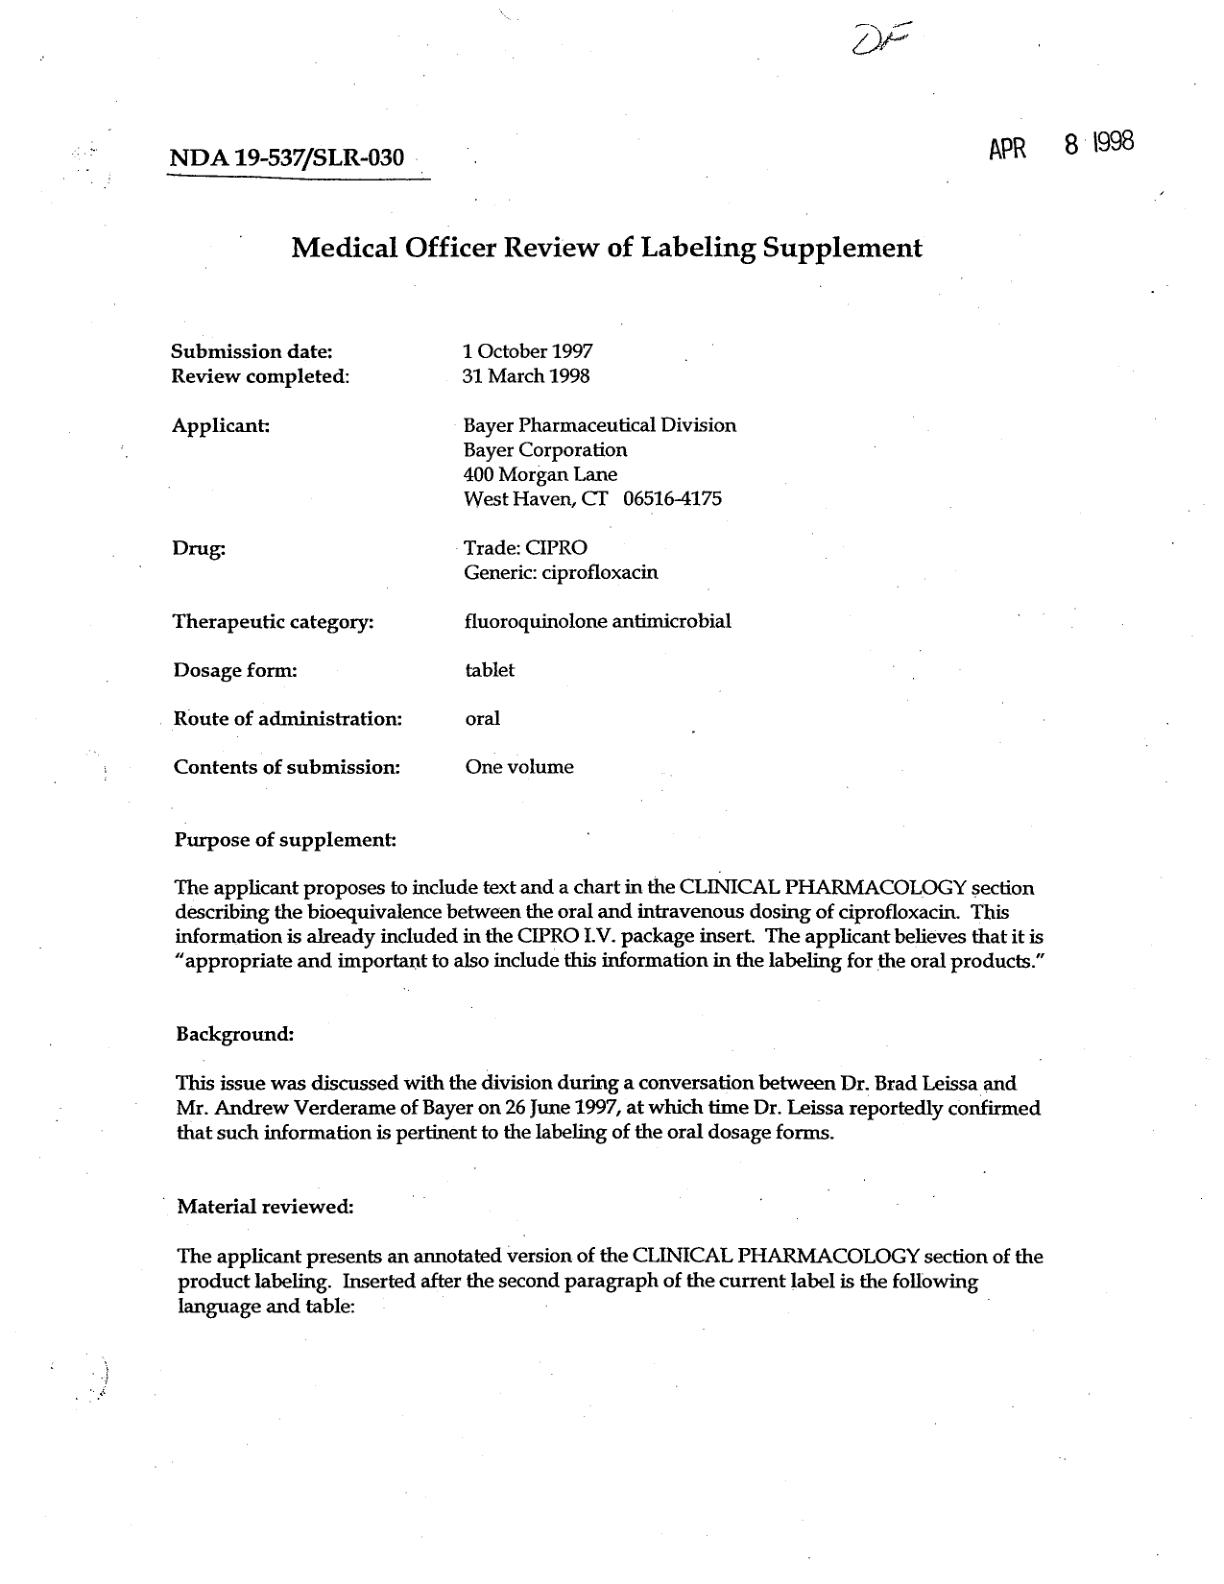 DF
NDA 19-537/SLR-030
APR 8 1998
Medical Officer Review of Labeling Supplement
Submission date: 1 October 1997
Review completed: 31 March 1998
Applicant: Bayer Pharmaceutical Division
Bayer Corporation
400 Morgan Lane
West Haven, CT 06516-4175
Drug: Trade: CIPRO
Generic: ciprofloxacin
Therapeutic category: fluoroquinolone antimicrobial
Dosage form: tablet
Route of administration: oral
Contents of submission: One volume
Purpose of supplement:
The applicant proposes to include text and a chart in the CLINICAL PHARMACOLOGY section
describing the bioequivalence between the oral and intravenous dosing of ciprofloxacin. This
information is already included in the CIPRO I.V. package insert. The applicant believes that it is
"appropriate and important to also include this information in the labeling for the oral products."
Background:
This issue was discussed with the division during a conversation between Dr. Brad Leissa and
Mr. Andrew Verderame of Bayer on 26 June 1997, at which time Dr. Leissa reportedly confirmed
that such information is pertinent to the labeling of the oral dosage forms.
Material reviewed:
The applicant presents an annotated version of the CLINICAL PHARMACOLOGY section of the
product labeling. Inserted after the second paragraph of the current label is the following
language and table: